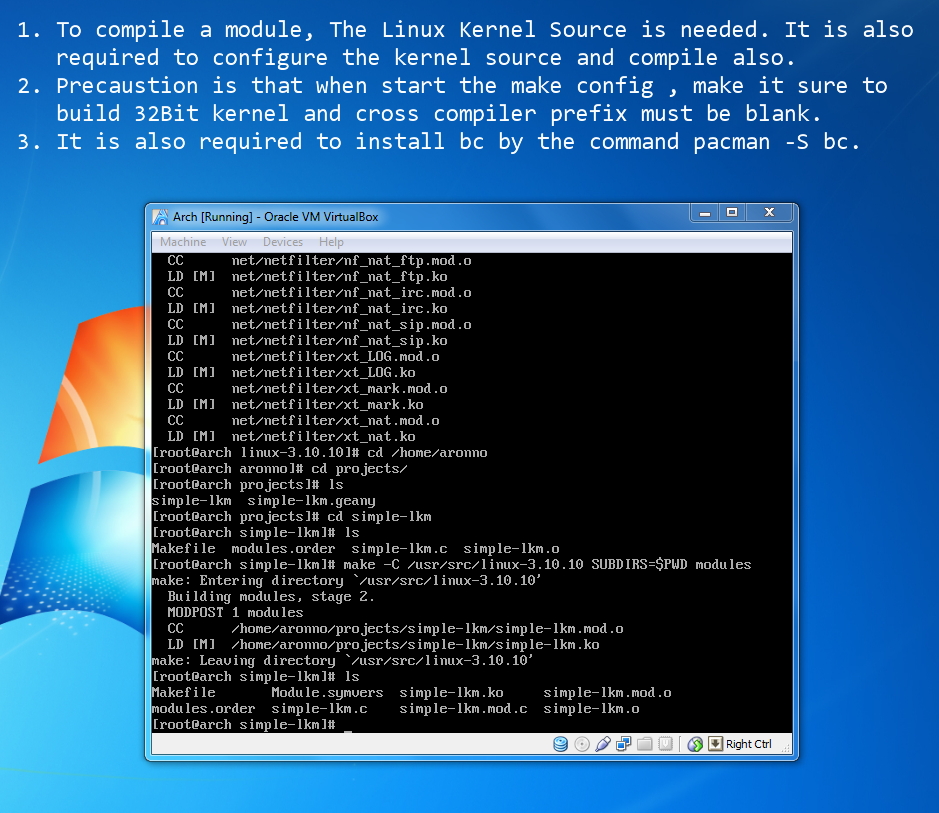 1. To compile a module, The Linux Kernel Source is needed. It is also
required to configure the kernel source and compile also.
2. Precaustion is that when start the make config , make it sure to
build 32Bit kernel and cross compiler prefix must be blank.
3. It is also required to install bc by the command pacman -S bc.
Arch [Running] - Oracle VM VirtualBox
Machine View Devices Help
CC net/netfilter/nf_nat_ftp.mod.o
LD [M] net/netfilter/nf_nat_ftp.ko
CC net/netfilter/nf_nat_irc.mod.o
LD [M] net/netfilter/nf_nat_irc.ko
CC net/netfilter/nf_nat_sip.mod.o
LD [M] net/netfilter/nf_nat_sip.ko
CC net/netfilter/xt_LOG.mod.o
LD [M] net/netfilter/xt_LOG.ko
CC net/netfilter/xt_mark.mod.o
LD [M] net/netfilter/xt_mark.ko
CC net/netfilter/xt_nat.mod.o
LD [M] net/netfilter/xt_nat.ko
[root@arch linux-3.10.10]# cd /home/aronno
[root@arch aronno]# cd projects/
[root@arch projects]# ls
simple-lkm simple-lkm.geany
[root@arch projects]# cd simple-lkm
[root@arch simple-lkm]# ls
Makefile modules.order simple-lkm.c simple-lkm.o
[root@arch simple-lkm]# make -C /usr/src/linux-3.10.10 SUBDIRS=$PWD modules
make: Entering directory `/usr/src/linux-3.10.10'
Building modules, stage 2.
MODPOST 1 modules
CC /home/aronno/projects/simple-lkm/simple-lkm.mod.o
LD [M] /home/aronno/projects/simple-lkm/simple-lkm.ko
make: Leaving directory `/usr/src/linux-3.10.10'
[root@arch simple-lkm]# ls
Makefile Module.symvers simple-lkm.ko simple-lkm.mod.o
modules.order simple-lkm.c simple-lkm.mod.c simple-lkm.o
[root@arch simple-lkm]# _
Right Ctrl